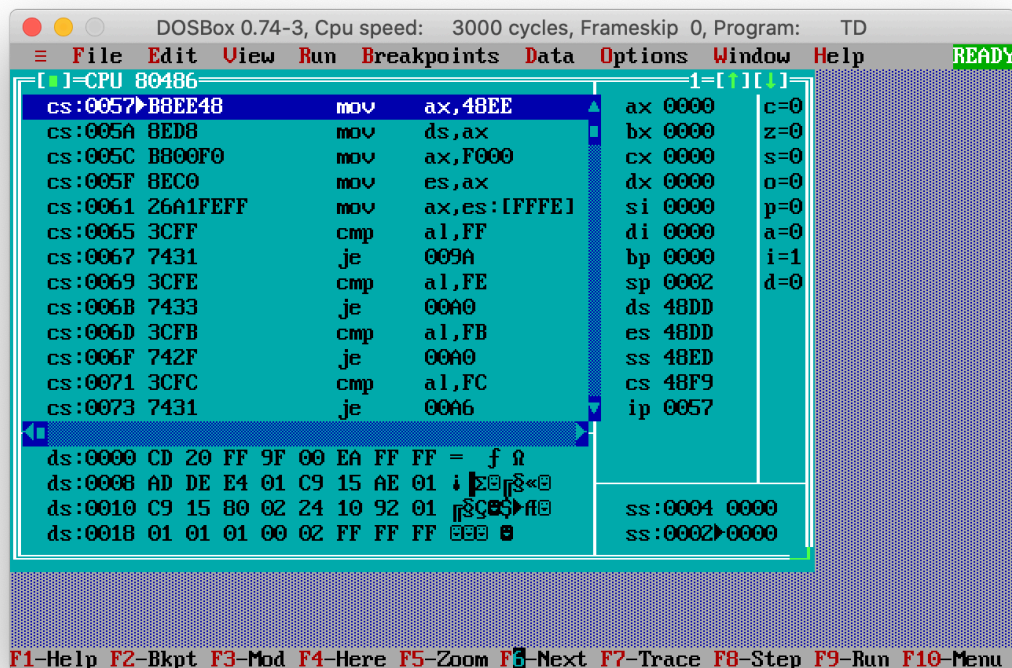 DOSBox 0.74-3, Cpu speed: 3000 cycles, Frameskip 0, Program: TD
≡ File Edit View Run Breakpoints Data Options Window Help READY
[■]=CPU 80486 1=[↑][↓]
cs:0057►B8EE48 mov ax,48EE ax 0000 c=0
cs:005A 8ED8 mov ds,ax bx 0000 z=0
cs:005C B800F0 mov ax,F000 cx 0000 s=0
cs:005F 8EC0 mov es,ax dx 0000 o=0
cs:0061 26A1FEFF mov ax,es:[FFFE] si 0000 p=0
cs:0065 3CFF cmp al,FF di 0000 a=0
cs:0067 7431 je 009A bp 0000 i=1
cs:0069 3CFE cmp al,FE sp 0002 d=0
cs:006B 7433 je 00A0 ds 48DD
cs:006D 3CFB cmp al,FB es 48DD
cs:006F 742F je 00A0 ss 48ED
cs:0071 3CFC cmp al,FC cs 48F9
cs:0073 7431 je 00A6 ip 0057
ds:0000 CD 20 FF 9F 00 EA FF FF = ƒ Ω
ds:0008 AD DE E4 01 C9 15 AE 01 ¡▐Σ☺╔§«☺
ds:0010 C9 15 80 02 24 10 92 01 ╔§Ç☻$►Æ☺ ss:0004 0000
ds:0018 01 01 01 00 02 FF FF FF ☺☺☺ ☻ ss:0002►0000
F1-Help F2-Bkpt F3-Mod F4-Here F5-Zoom F6-Next F7-Trace F8-Step F9-Run F10-Menu